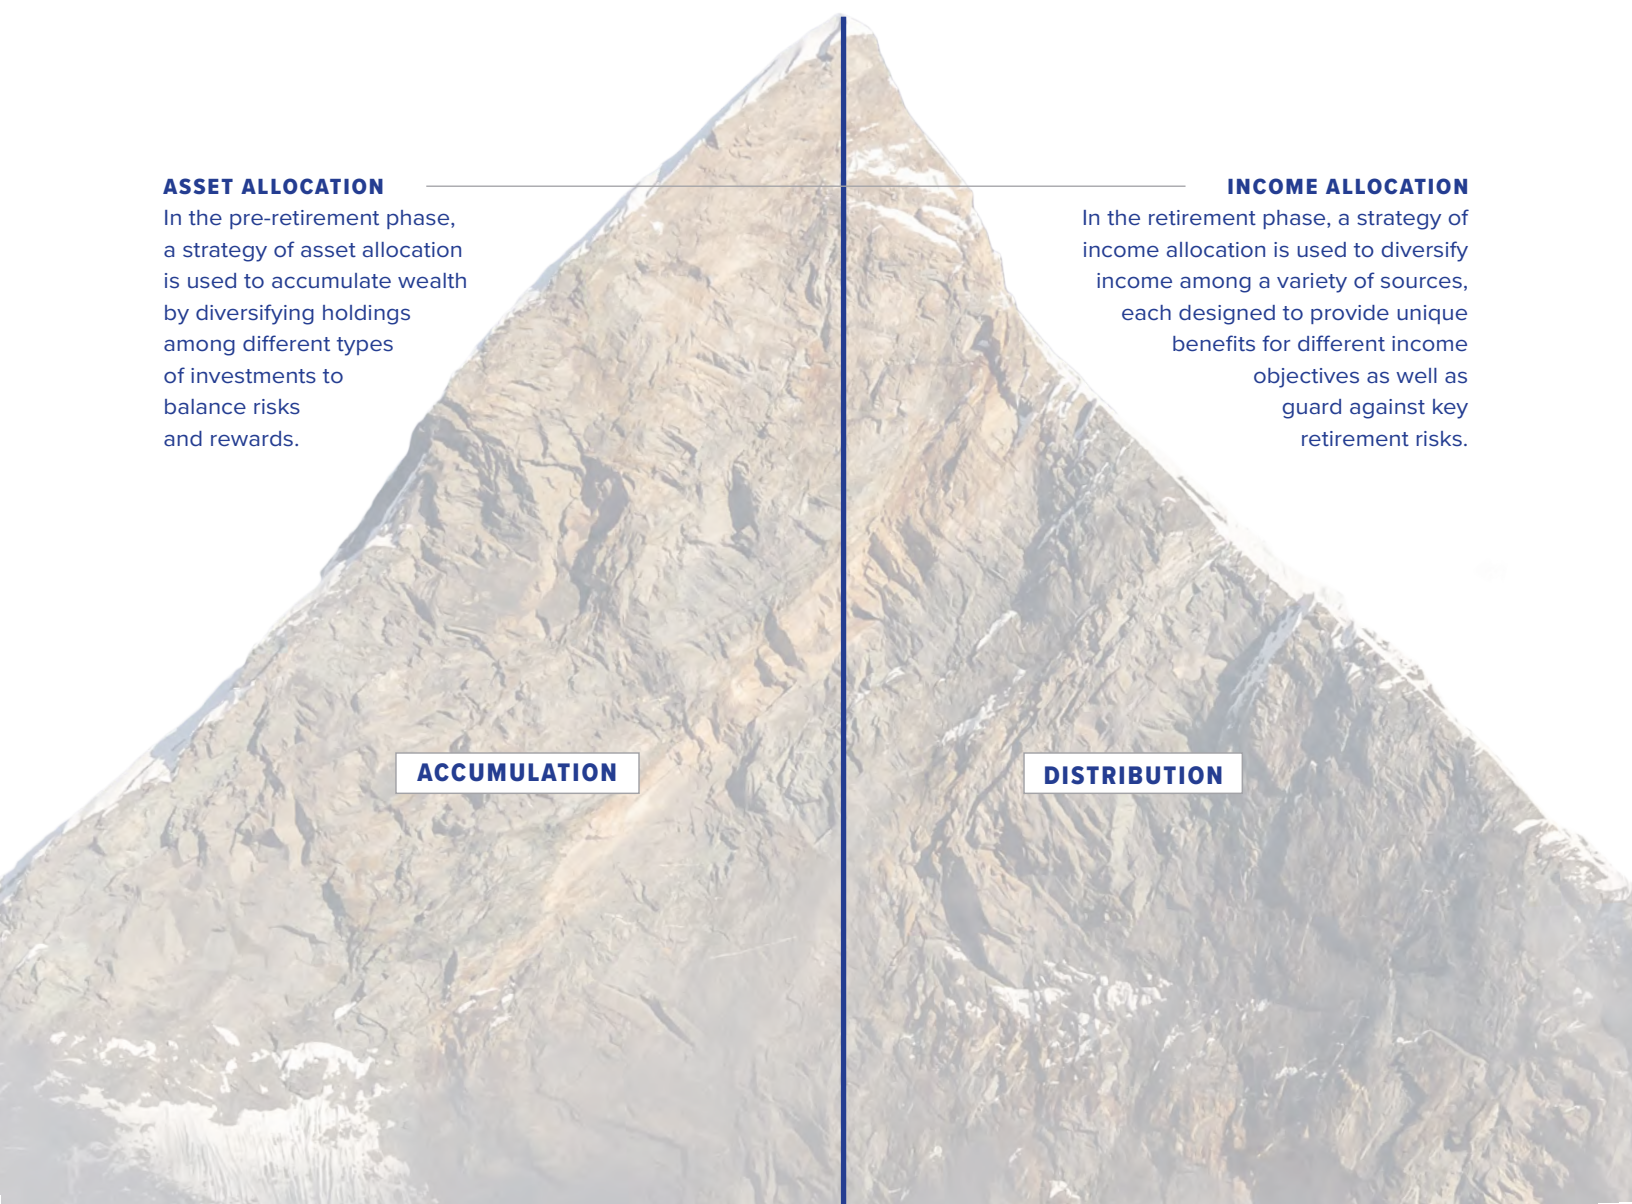 ASSET ALLOCATION
In the pre-retirement phase,
a strategy of asset allocation
is used to accumulate wealth
by diversifying holdings
among different types
of investments to
balance risks
and rewards.
INCOME ALLOCATION
In the retirement phase, a strategy of
income allocation is used to diversify
income among a variety of sources,
each designed to provide unique
benefits for different income
objectives as well as
guard against key
retirement risks.
ACCUMULATION
DISTRIBUTION